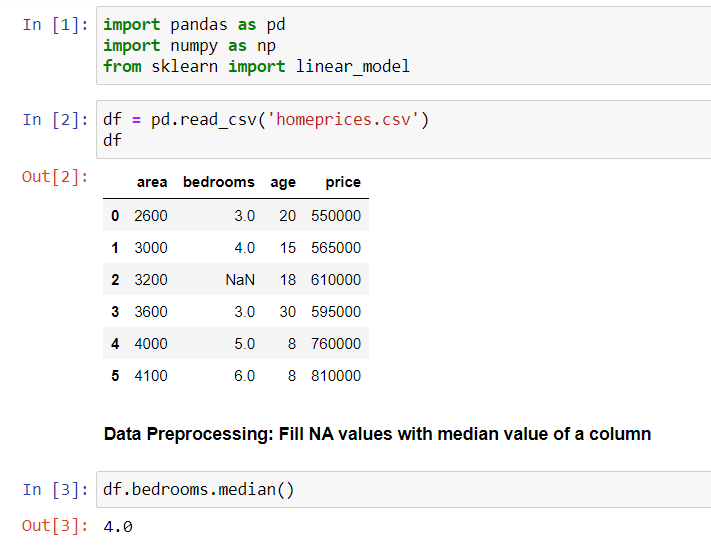 In [1]: import pandas as pd
import numpy as np
from sklearn import linear_model
In [2]: df = pd.read_csv('homeprices.csv')
df
Out[2]:
area bedrooms age price
0 2600 3.0 20 550000
1 3000 4.0 15 565000
2 3200 NaN 18 610000
3 3600 3.0 30 595000
4 4000 5.0 8 760000
5 4100 6.0 8 810000
Data Preprocessing: Fill NA values with median value of a column
In [3]: df.bedrooms.median()
Out[3]: 4.0